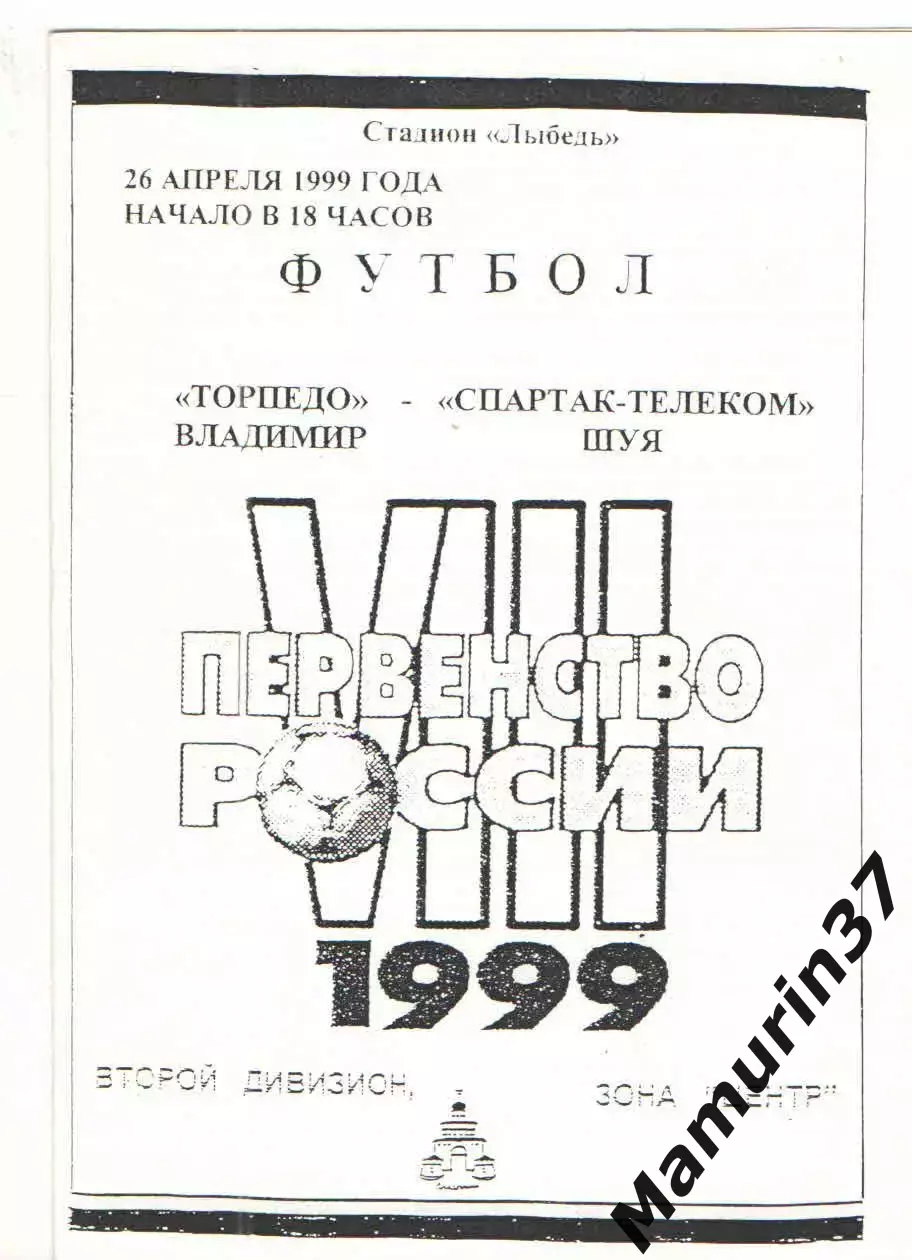 Стадион «Лыбедь»
26 АПРЕЛЯ 1999 ГОДА
НАЧАЛО В 18 ЧАСОВ
ФУТБОЛ
«ТОРПЕДО» - «СПАРТАК-ТЕЛЕКОМ»
ВЛАДИМИР ШУЯ
VIII
ПЕРВЕНСТВО
РОССИИ
1999
ВТОРОЙ ДИВИЗИОН, ЗОНА "ЦЕНТР"
Mamurin37